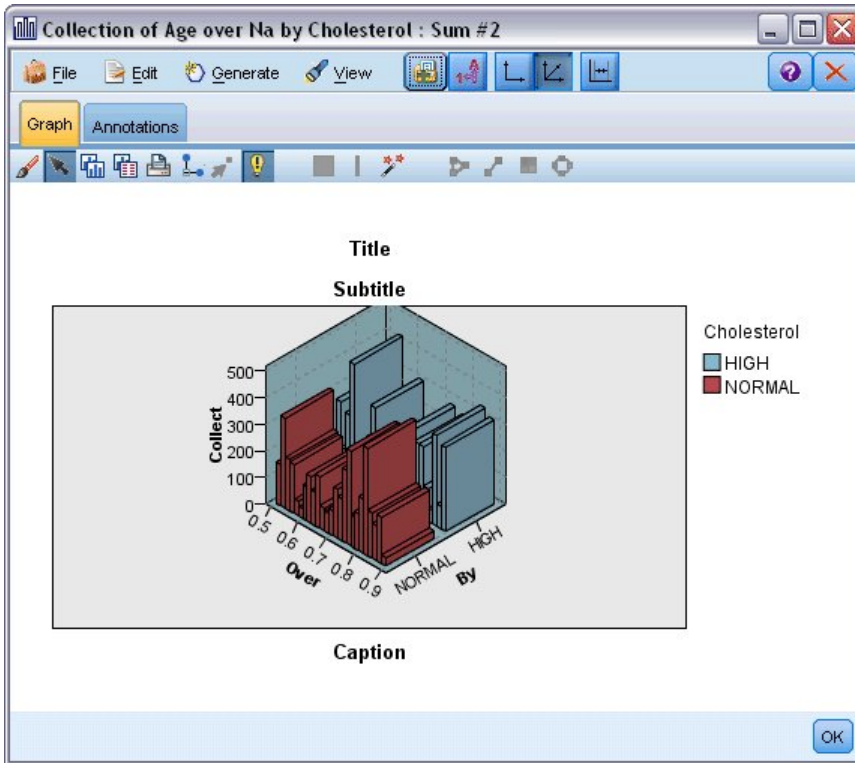 Collection of Age over Na by Cholesterol : Sum #2
File Edit Generate View
Graph Annotations
Title
Subtitle
Cholesterol
HIGH
NORMAL
Collect
500
400
300
200
100
0
0.5 0.6 0.7 0.8 0.9
Over
NORMAL HIGH
By
Caption
OK